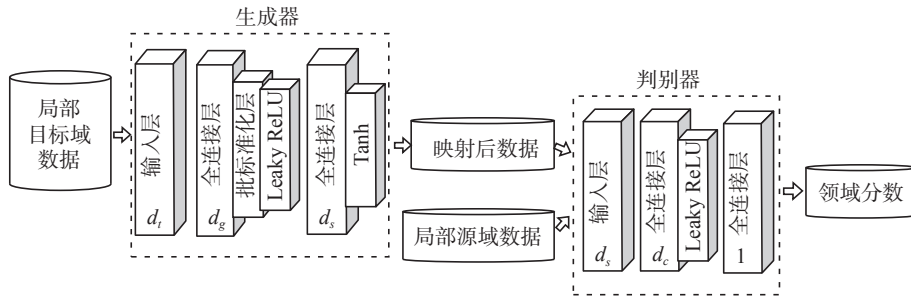 生成器
局部
目标域
数据
输入层
d_t
全连接层
d_g
批标准化层
Leaky ReLU
全连接层
d_s
Tanh
映射后数据
局部源域数据
判别器
输入层
d_s
全连接层
d_c
Leaky ReLU
全连接层
1
领域分数